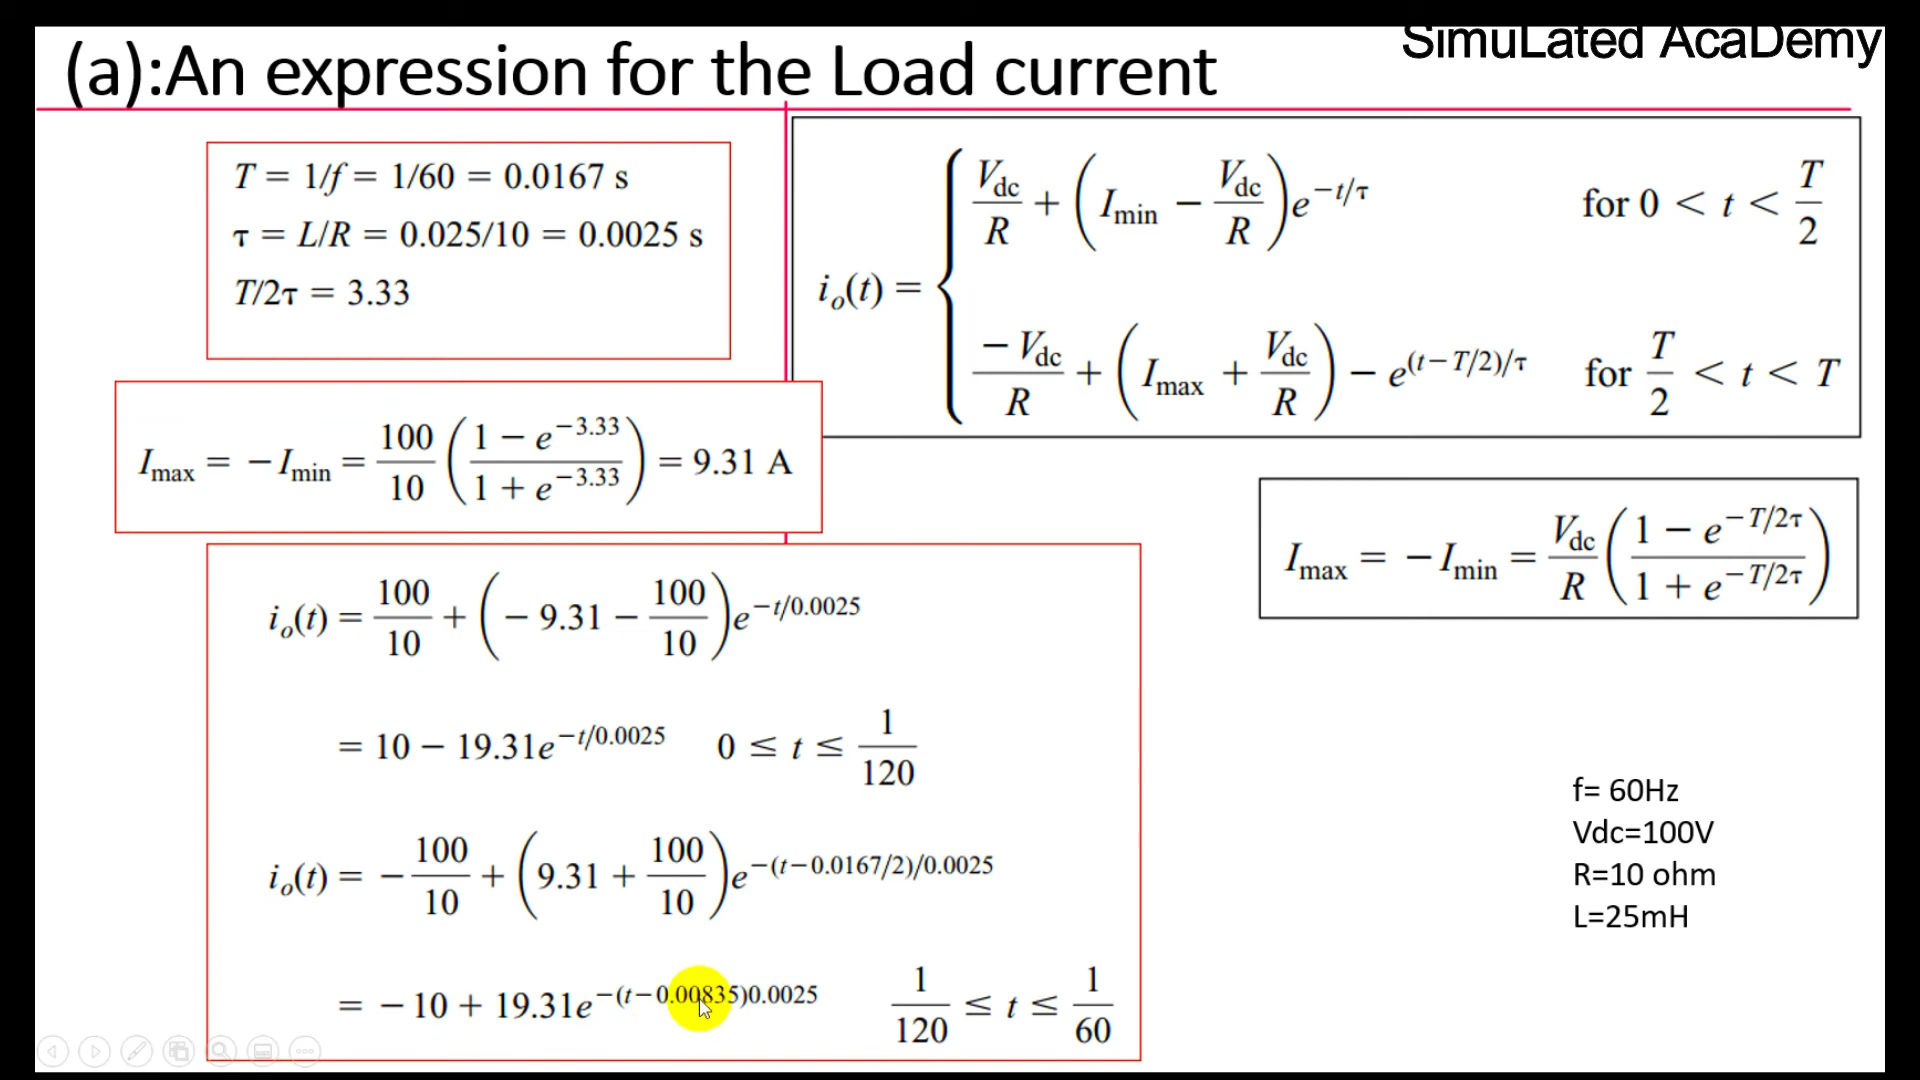 SimuLated AcaDemy
(a):An expression for the Load current
T = 1/f = 1/60 = 0.0167 s
τ = L/R = 0.025/10 = 0.0025 s
T/2τ = 3.33
i_o(t) = { V_dc/R + (I_min − V_dc/R)e^{−t/τ} for 0 < t < T/2
−V_dc/R + (I_max + V_dc/R) − e^{(t−T/2)/τ} for T/2 < t < T
I_max = −I_min = 100/10 ((1 − e^{−3.33})/(1 + e^{−3.33})) = 9.31 A
I_max = −I_min = V_dc/R ((1 − e^{−T/2τ})/(1 + e^{−T/2τ}))
i_o(t) = 100/10 + (−9.31 − 100/10)e^{−t/0.0025}
= 10 − 19.31e^{−t/0.0025} 0 ≤ t ≤ 1/120
i_o(t) = −100/10 + (9.31 + 100/10)e^{−(t−0.0167/2)/0.0025}
= −10 + 19.31e^{−(t−0.00835)0.0025} 1/120 ≤ t ≤ 1/60
f= 60Hz
Vdc=100V
R=10 ohm
L=25mH